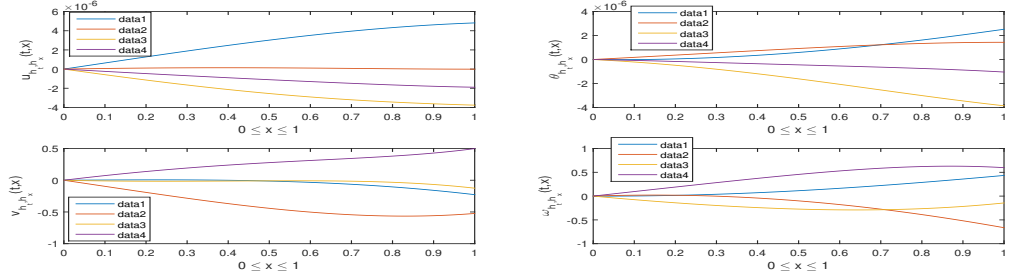 ×10⁻⁶
6
4
2
0
-2
-4
0 0.1 0.2 0.3 0.4 0.5 0.6 0.7 0.8 0.9 1
0 ≤ x ≤ 1
u_{h_t,h_x}(t,x)
data1
data2
data3
data4
×10⁻⁶
4
2
0
-2
-4
0 0.1 0.2 0.3 0.4 0.5 0.6 0.7 0.8 0.9 1
0 ≤ x ≤ 1
θ_{h_t,h_x}(t,x)
data1
data2
data3
data4
0.5
0
-0.5
-1
0 0.1 0.2 0.3 0.4 0.5 0.6 0.7 0.8 0.9 1
0 ≤ x ≤ 1
v_{h_t,h_x}(t,x)
data1
data2
data3
data4
1
0.5
0
-0.5
-1
0 0.1 0.2 0.3 0.4 0.5 0.6 0.7 0.8 0.9 1
0 ≤ x ≤ 1
ω_{h_t,h_x}(t,x)
data1
data2
data3
data4